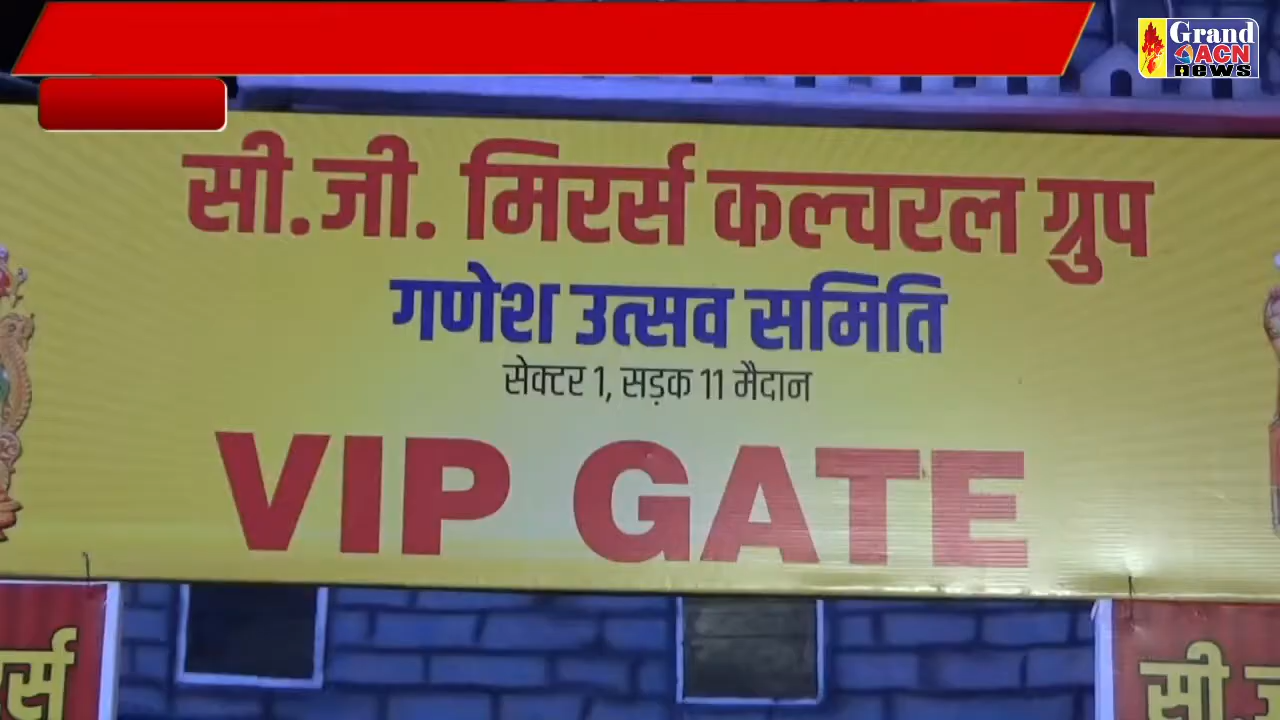 Grand
ACN
news
सी.जी. मिरर्स कल्चरल ग्रुप
गणेश उत्सव समिति
सेक्टर 1, सड़क 11 मैदान
VIP GATE